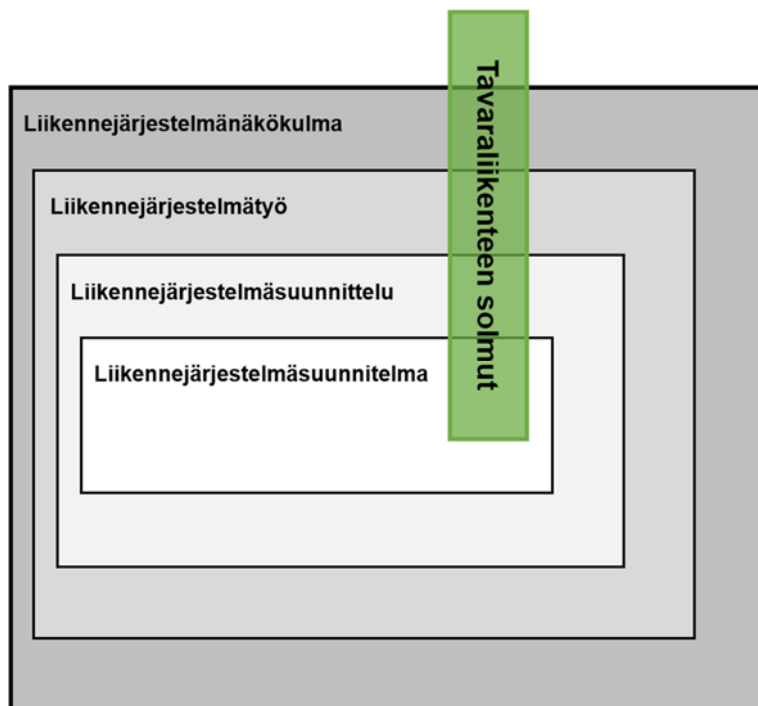 Tavaraliikenteen solmut
Liikennejärjestelmänäkökulma
Liikennejärjestelmätyö
Liikennejärjestelmäsuunnittelu
Liikennejärjestelmäsuunnitelma